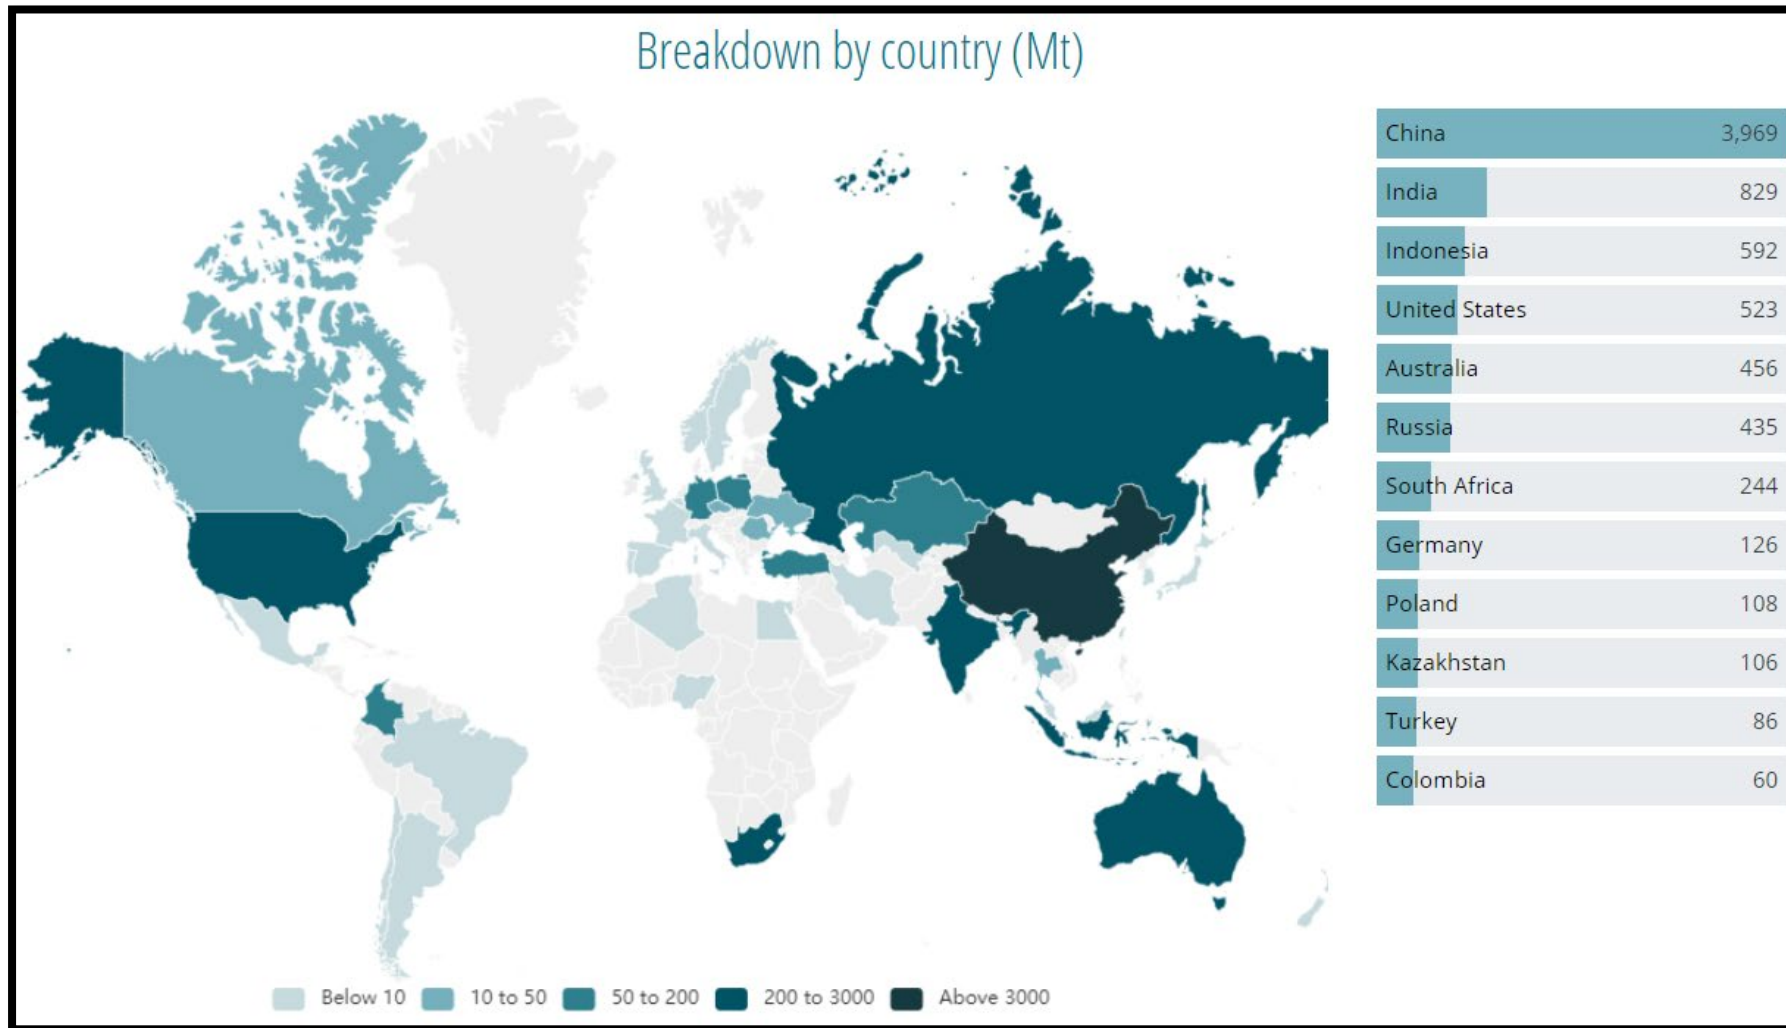 Breakdown by country (Mt)
China 3,969
India 829
Indonesia 592
United States 523
Australia 456
Russia 435
South Africa 244
Germany 126
Poland 108
Kazakhstan 106
Turkey 86
Colombia 60
Below 10 10 to 50 50 to 200 200 to 3000 Above 3000